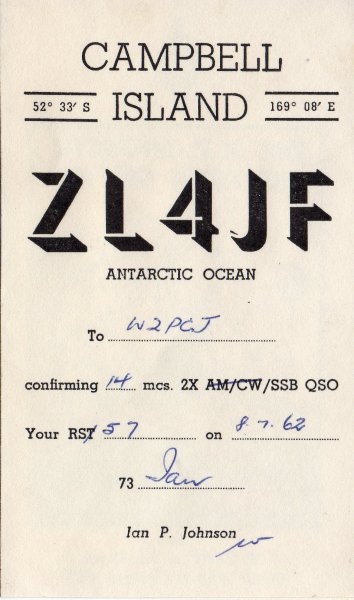 CAMPBELL
52° 33' S ISLAND 169° 08' E
ZL4JF
ANTARCTIC OCEAN
To W2PCJ
confirming 14 mcs. 2X AM/CW/SSB QSO
Your RST 57 on 8.7.62
73 Ian
Ian P. Johnson